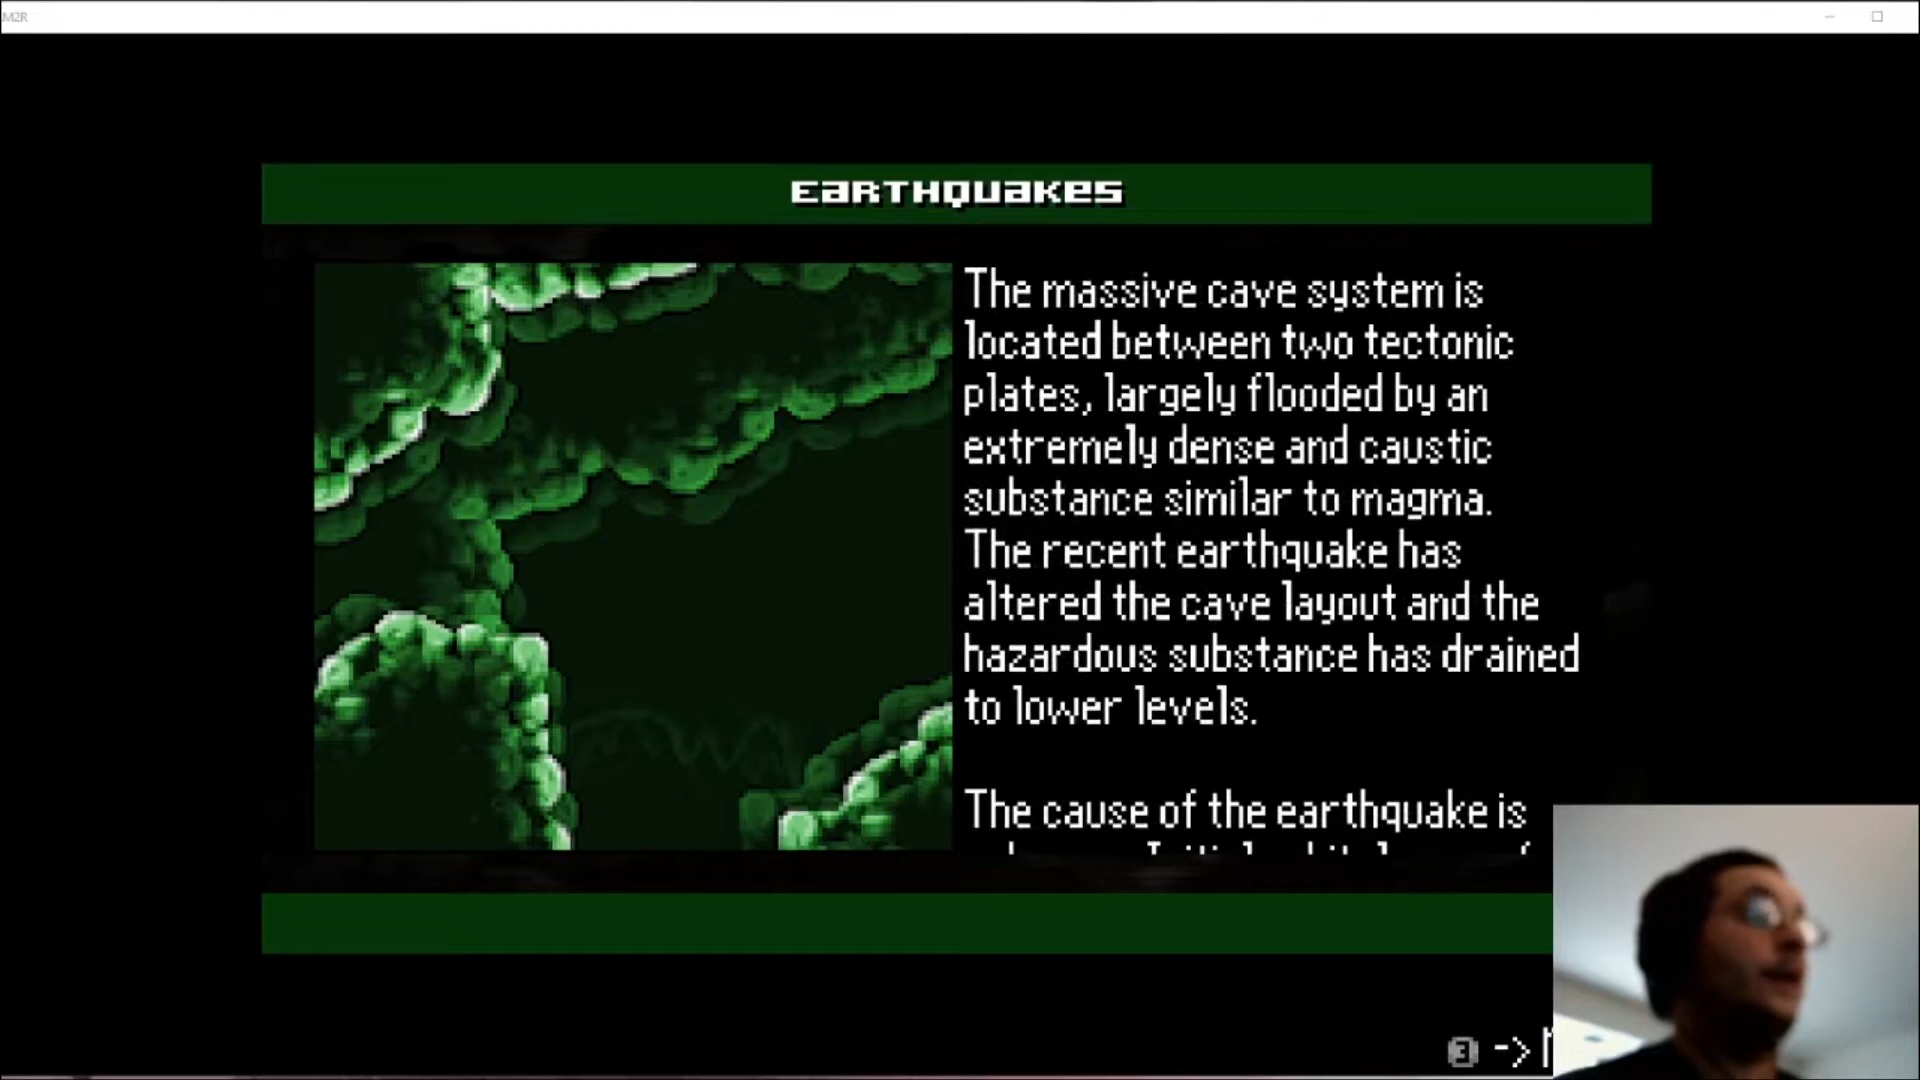 M2R
EARTHQUAKES
The massive cave system is
located between two tectonic
plates, largely flooded by an
extremely dense and caustic
substance similar to magma.
The recent earthquake has
altered the cave layout and the
hazardous substance has drained
to lower levels.
The cause of the earthquake is
3 ->